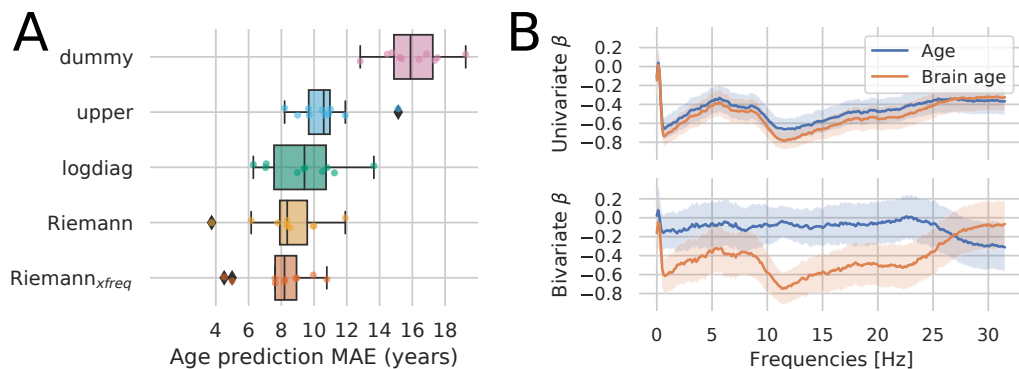 A
dummy
upper
logdiag
Riemann
Riemann_xfreq
4 6 8 10 12 14 16 18
Age prediction MAE (years)
B
Univariate β
0.2
0.0
−0.2
−0.4
−0.6
−0.8
Age
Brain age
Bivariate β
0.2
0.0
−0.2
−0.4
−0.6
−0.8
0 5 10 15 20 25 30
Frequencies [Hz]